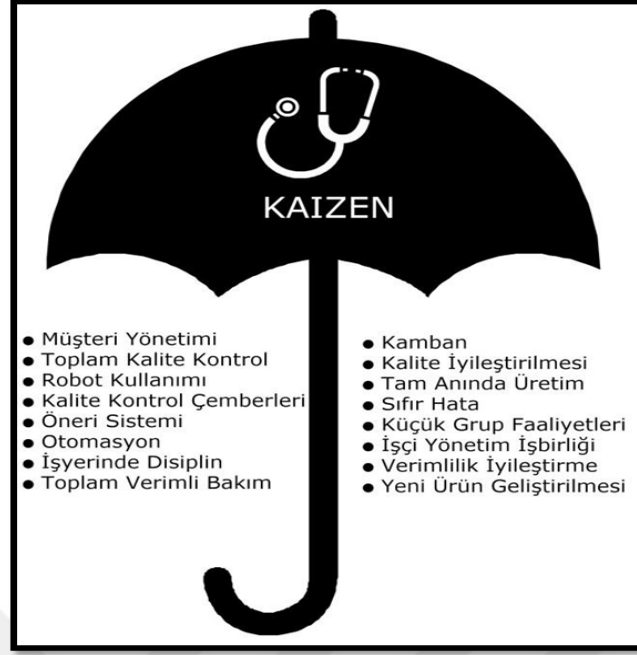 KAIZEN
● Müşteri Yönetimi
● Toplam Kalite Kontrol
● Robot Kullanımı
● Kalite Kontrol Çemberleri
● Öneri Sistemi
● Otomasyon
● İşyerinde Disiplin
● Toplam Verimli Bakım
● Kamban
● Kalite İyileştirilmesi
● Tam Anında Üretim
● Sıfır Hata
● Küçük Grup Faaliyetleri
● İşçi Yönetim İşbirliği
● Verimlilik İyileştirme
● Yeni Ürün Geliştirilmesi